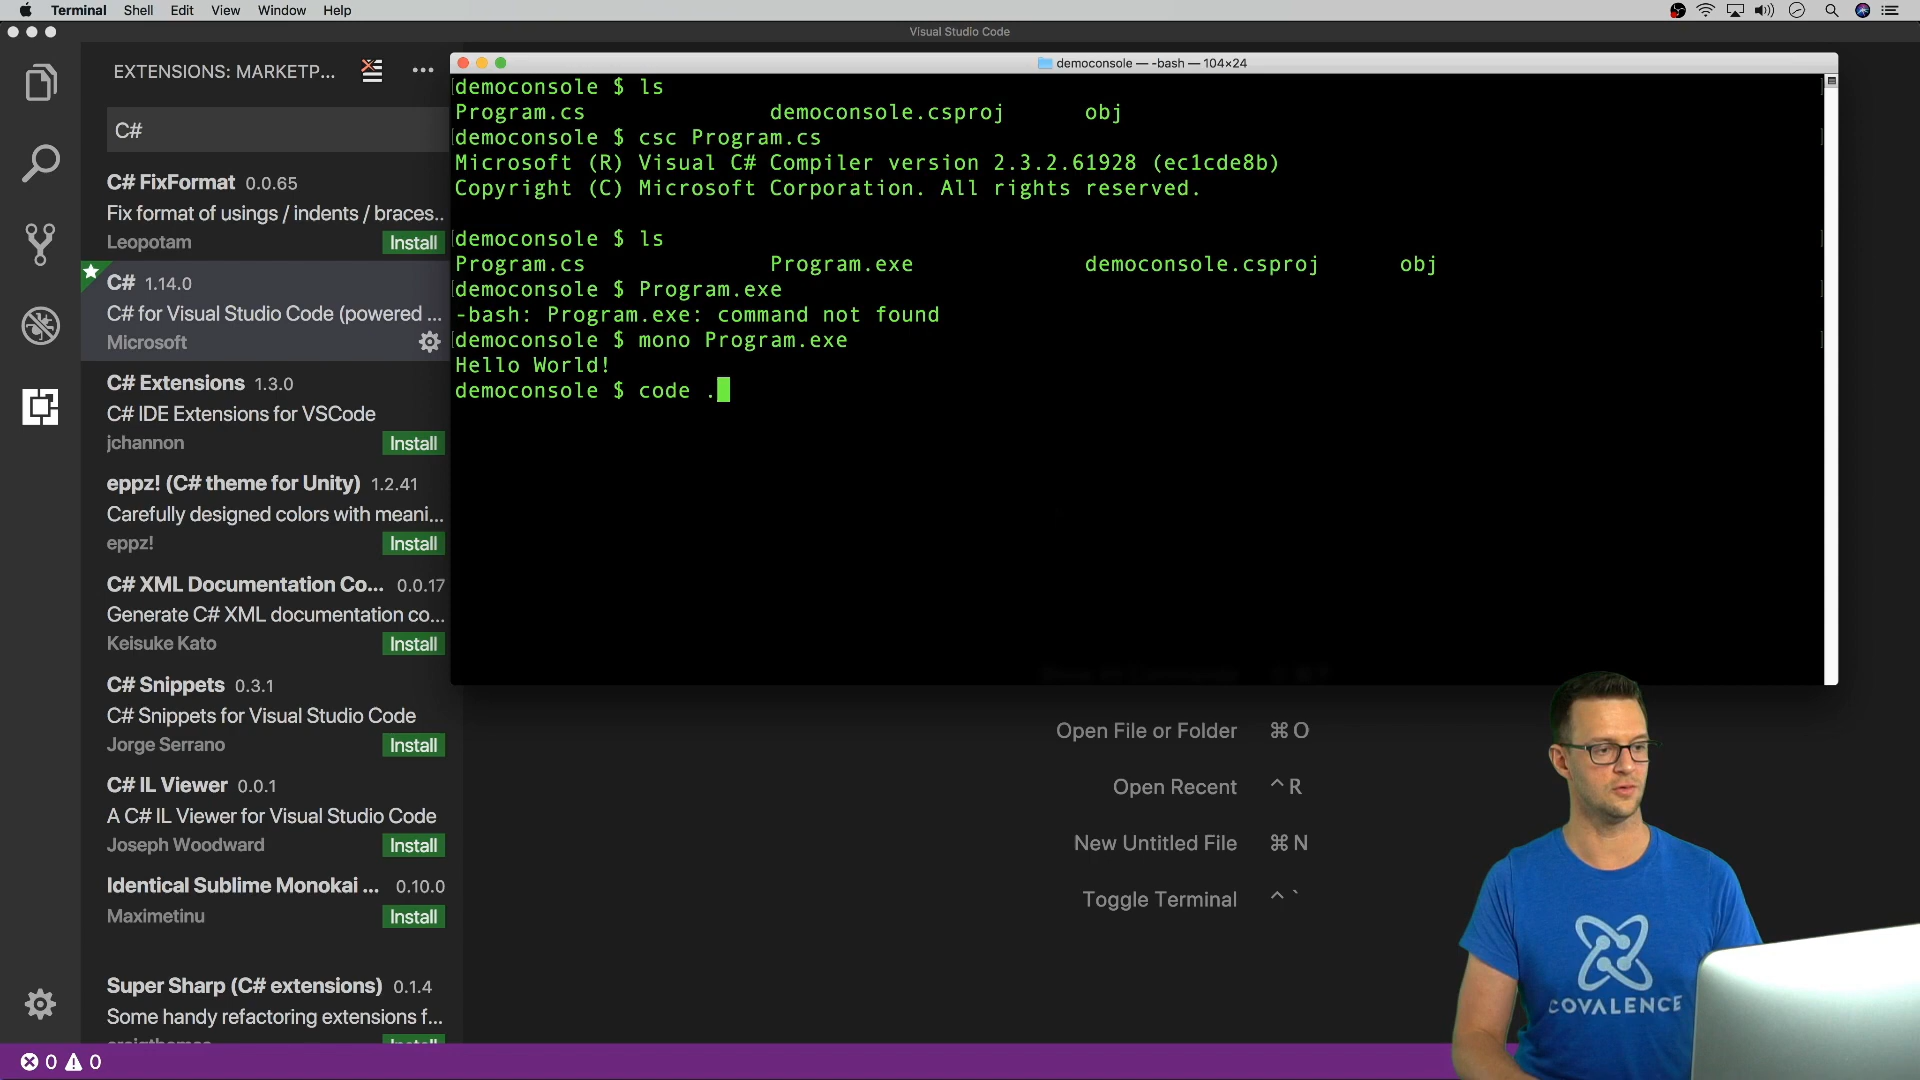 Terminal Shell Edit View Window Help
Visual Studio Code
EXTENSIONS: MARKETP...
C#
C# FixFormat 0.0.65
Fix format of usings / indents / braces...
Leopotam Install
C# 1.14.0
C# for Visual Studio Code (powered ...
Microsoft
C# Extensions 1.3.0
C# IDE Extensions for VSCode
jchannon Install
eppz! (C# theme for Unity) 1.2.41
Carefully designed colors with meani...
eppz! Install
C# XML Documentation Co... 0.0.17
Generate C# XML documentation co...
Keisuke Kato Install
C# Snippets 0.3.1
C# Snippets for Visual Studio Code
Jorge Serrano Install
C# IL Viewer 0.0.1
A C# IL Viewer for Visual Studio Code
Joseph Woodward Install
Identical Sublime Monokai ... 0.10.0
Maximetinu Install
Super Sharp (C# extensions) 0.1.4
Some handy refactoring extensions f...
Install
0 0
democonsole — -bash — 104×24
democonsole $ ls
Program.cs democonsole.csproj obj
democonsole $ csc Program.cs
Microsoft (R) Visual C# Compiler version 2.3.2.61928 (ec1cde8b)
Copyright (C) Microsoft Corporation. All rights reserved.
democonsole $ ls
Program.cs Program.exe democonsole.csproj obj
democonsole $ Program.exe
-bash: Program.exe: command not found
democonsole $ mono Program.exe
Hello World!
democonsole $ code .
Open File or Folder ⌘ O
Open Recent ^ R
New Untitled File ⌘ N
Toggle Terminal ^ `
COVALENCE